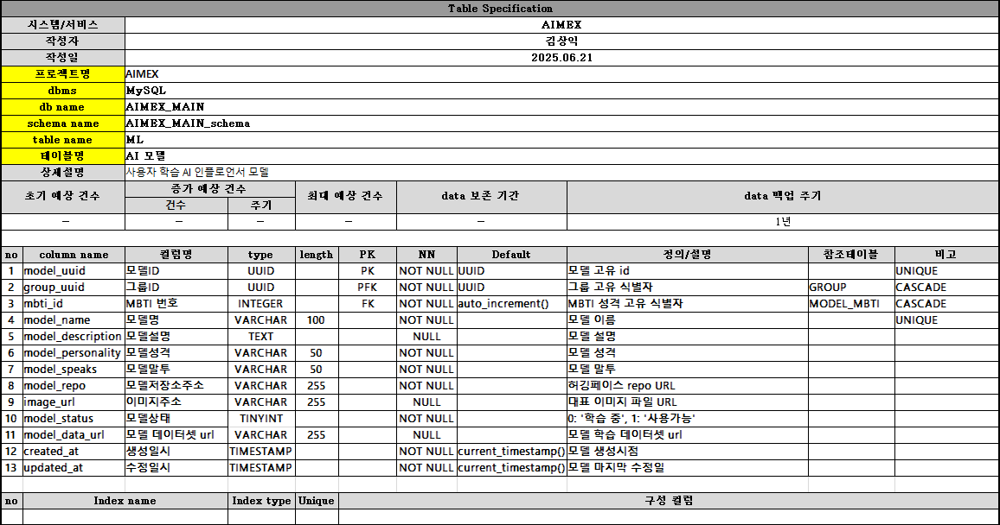 Table Specification
시스템/서비스 AIMEX
작성자 김상익
작성일 2025.06.21
프로젝트명 AIMEX
dbms MySQL
db name AIMEX_MAIN
schema name AIMEX_MAIN_schema
table name ML
테이블명 AI 모델
상세설명 사용자 학습 AI 인플로언서 모델
초기 예상 건수 증가 예상 건수 최대 예상 건수 data 보존 기간 data 백업 주기
건수 주기
– – – – – 1년
no column name 컬럼명 type length PK NN Default 정의/설명 참조테이블 비고
1 model_uuid 모델ID UUID PK NOT NULL UUID 모델 고유 id UNIQUE
2 group_uuid 그룹ID UUID PFK NOT NULL UUID 그룹 고유 식별자 GROUP CASCADE
3 mbti_id MBTI 번호 INTEGER FK NOT NULL auto_increment() MBTI 성격 고유 식별자 MODEL_MBTI CASCADE
4 model_name 모델명 VARCHAR 100 NOT NULL 모델 이름 UNIQUE
5 model_description 모델설명 TEXT NULL 모델 설명
6 model_personality 모델성격 VARCHAR 50 NOT NULL 모델 성격
7 model_speaks 모델말투 VARCHAR 50 NOT NULL 모델 말투
8 model_repo 모델저장소주소 VARCHAR 255 NOT NULL 허깅페이스 repo URL
9 image_url 이미지주소 VARCHAR 255 NULL 대표 이미지 파일 URL
10 model_status 모델상태 TINYINT NOT NULL 0: '학습 중', 1: '사용가능'
11 model_data_url 모델 데이터셋 url VARCHAR 255 NULL 모델 학습 데이터셋 url
12 created_at 생성일시 TIMESTAMP NOT NULL current_timestamp() 모델 생성시점
13 updated_at 수정일시 TIMESTAMP NOT NULL current_timestamp() 모델 마지막 수정일
no Index name Index type Unique 구성 컬럼